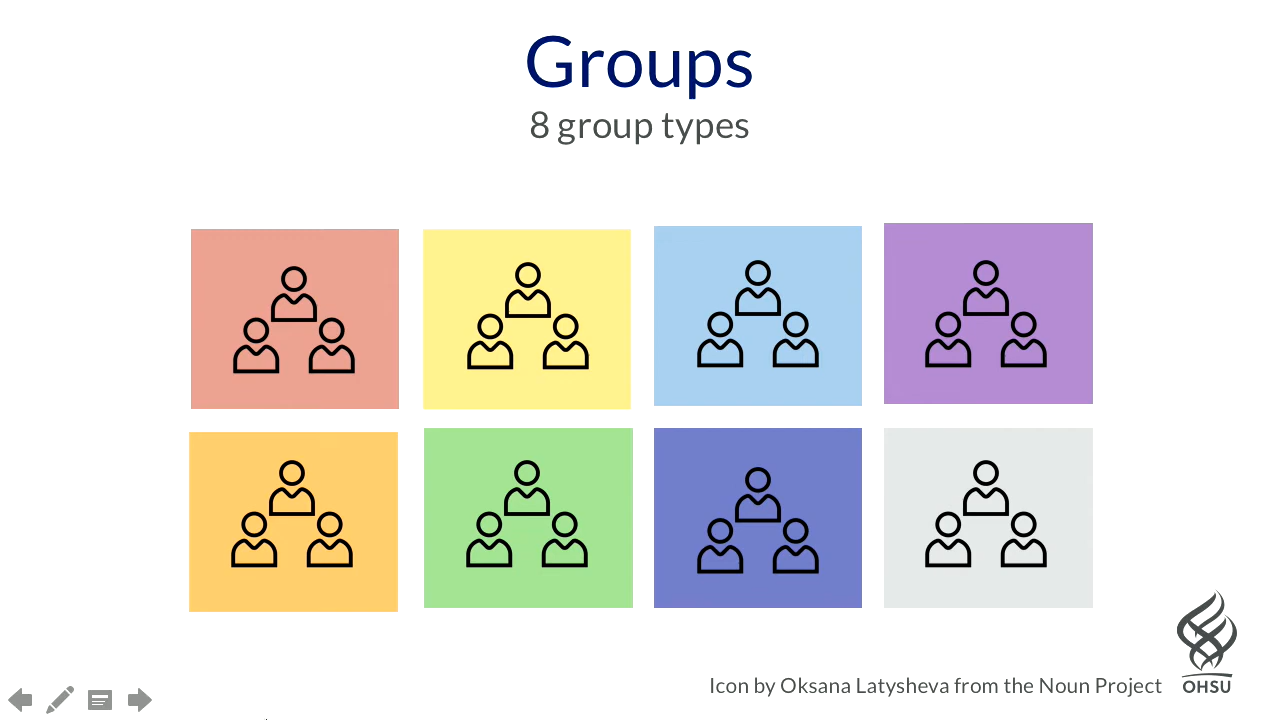 Groups
8 group types
Icon by Oksana Latysheva from the Noun Project
OHSU